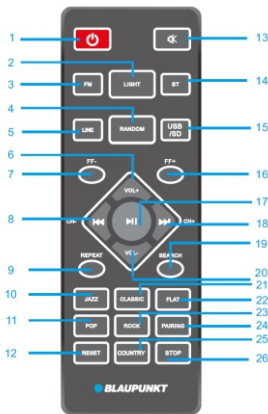 1
13
2
3 FM LIGHT BT 14
4
5 LINE RANDOM USB /SD 15
6 FF- FF+
7 VOL+ 16
17
8 CH- CH+ 18
VOL-
REPEAT SEARCH 19
9
20
21
10 JAZZ CLASSIC FLAT 22
23
11 POP ROCK PAIRING 24
25
12 RESET COUNTRY STOP
26
BLAUPUNKT